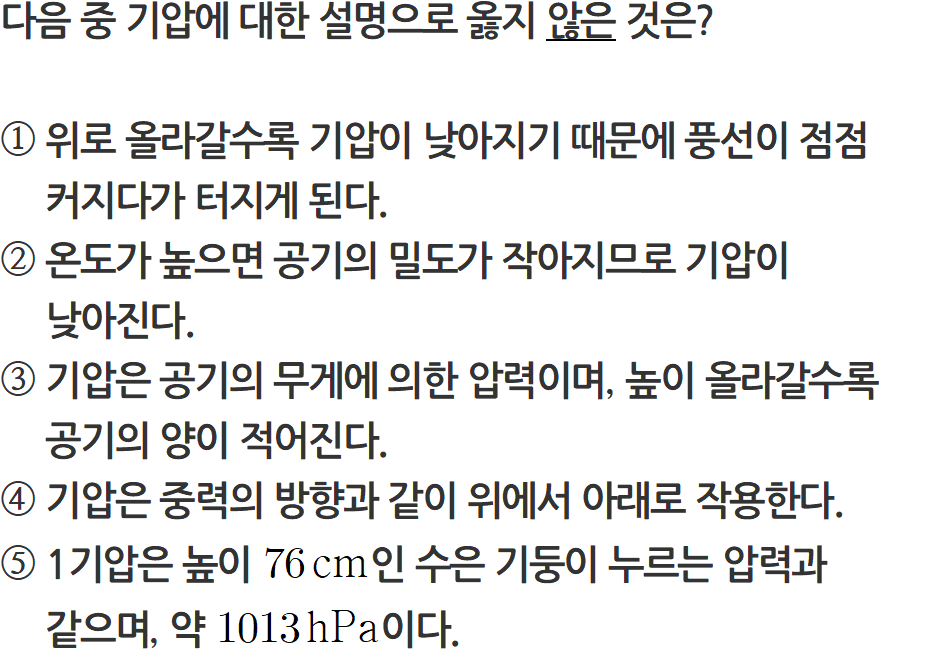 다음 중 기압에 대한 설명으로 옳지 않은 것은?
① 위로 올라갈수록 기압이 낮아지기 때문에 풍선이 점점
커지다가 터지게 된다.
② 온도가 높으면 공기의 밀도가 작아지므로 기압이
낮아진다.
③ 기압은 공기의 무게에 의한 압력이며, 높이 올라갈수록
공기의 양이 적어진다.
④ 기압은 중력의 방향과 같이 위에서 아래로 작용한다.
⑤ 1기압은 높이 76cm인 수은 기둥이 누르는 압력과
같으며, 약 1013hPa이다.